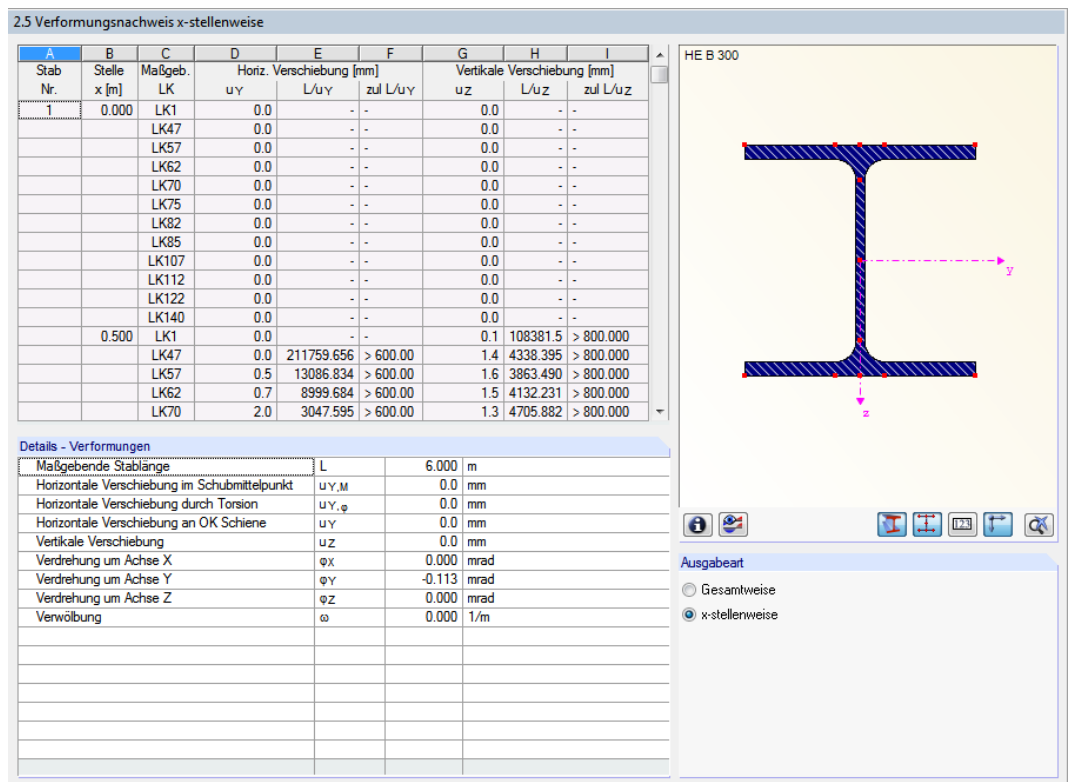 2.5 Verformungsnachweis x-stellenweise
A B C D E F G H I
Stab Stelle Maßgeb. Horiz. Verschiebung [mm] Vertikale Verschiebung [mm]
Nr. x [m] LK uY L/uY zul L/uY uZ L/uZ zul L/uZ
1 0.000 LK1 0.0 - - 0.0 - -
LK47 0.0 - - 0.0 - -
LK57 0.0 - - 0.0 - -
LK62 0.0 - - 0.0 - -
LK70 0.0 - - 0.0 - -
LK75 0.0 - - 0.0 - -
LK82 0.0 - - 0.0 - -
LK85 0.0 - - 0.0 - -
LK107 0.0 - - 0.0 - -
LK112 0.0 - - 0.0 - -
LK122 0.0 - - 0.0 - -
LK140 0.0 - - 0.0 - -
0.500 LK1 0.0 - - 0.1 108381.5 > 800.000
LK47 0.0 211759.656 > 600.00 1.4 4338.395 > 800.000
LK57 0.5 13086.834 > 600.00 1.6 3863.490 > 800.000
LK62 0.7 8999.684 > 600.00 1.5 4132.231 > 800.000
LK70 2.0 3047.595 > 600.00 1.3 4705.882 > 800.000
HE B 300
y
z
Details - Verformungen
Maßgebende Stablänge L 6.000 m
Horizontale Verschiebung im Schubmittelpunkt uY,M 0.0 mm
Horizontale Verschiebung durch Torsion uY,φ 0.0 mm
Horizontale Verschiebung an OK Schiene uY 0.0 mm
Vertikale Verschiebung uZ 0.0 mm
Verdrehung um Achse X φX 0.000 mrad
Verdrehung um Achse Y φY -0.113 mrad
Verdrehung um Achse Z φZ 0.000 mrad
Verwölbung ω 0.000 1/m
123
Ausgabeart
Gesamtweise
x-stellenweise